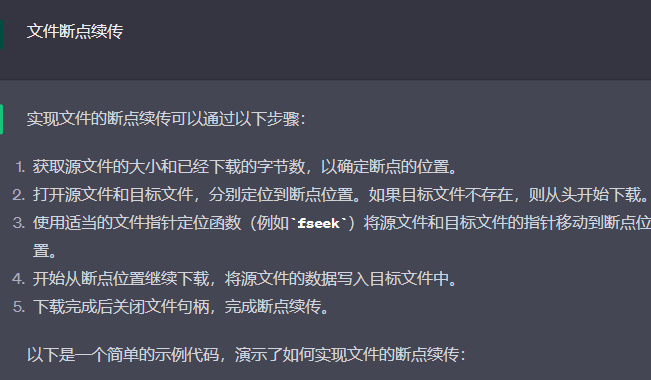 文件断点续传
实现文件的断点续传可以通过以下步骤：
1. 获取源文件的大小和已经下载的字节数，以确定断点的位置。
2. 打开源文件和目标文件，分别定位到断点位置。如果目标文件不存在，则从头开始下载。
3. 使用适当的文件指针定位函数（例如`fseek`）将源文件和目标文件的指针移动到断点位
置。
4. 开始从断点位置继续下载，将源文件的数据写入目标文件中。
5. 下载完成后关闭文件句柄，完成断点续传。
以下是一个简单的示例代码，演示了如何实现文件的断点续传：